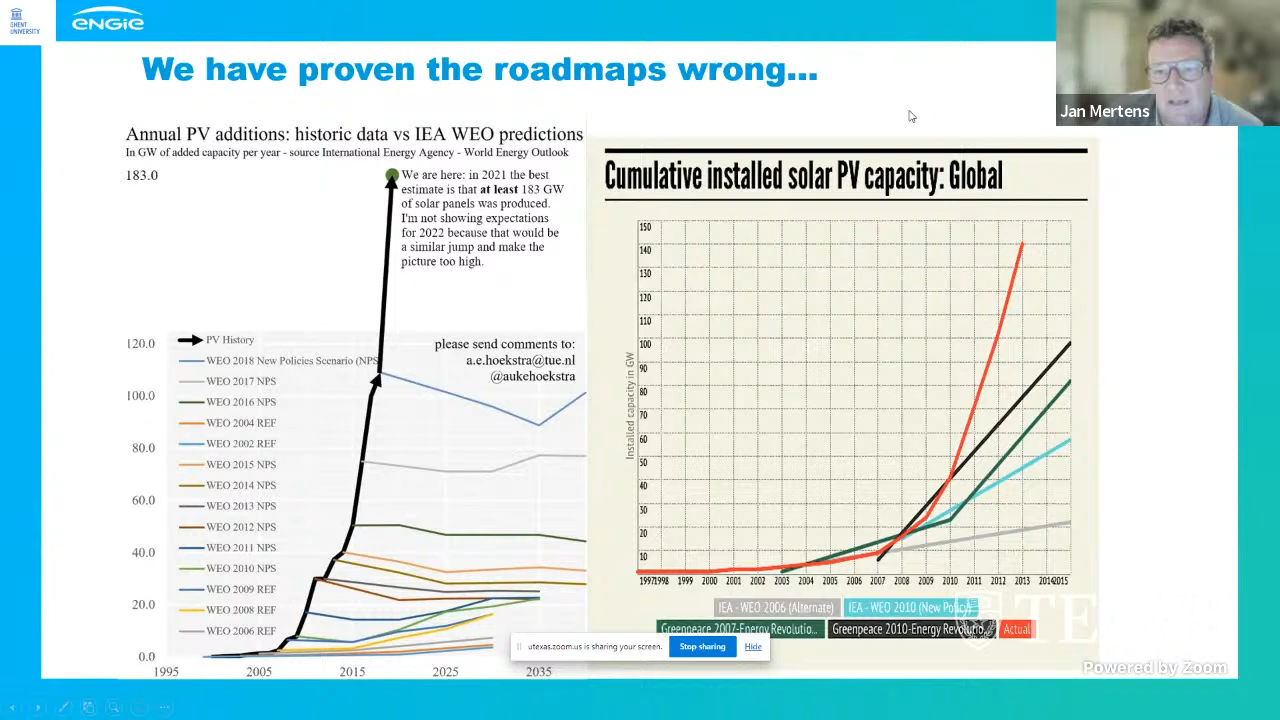 GHENT
UNIVERSITY
ENGIE
We have proven the roadmaps wrong...
Jan Mertens
Annual PV additions: historic data vs IEA WEO predictions
In GW of added capacity per year - source International Energy Agency - World Energy Outlook
183.0
We are here: in 2021 the best
estimate is that at least 183 GW
of solar panels was produced.
I'm not showing expectations
for 2022 because that would be
a similar jump and make the
picture too high.
please send comments to:
a.e.hoekstra@tue.nl
@aukehoekstra
120.0
100.0
80.0
60.0
40.0
20.0
0.0
PV History
WEO 2018 New Policies Scenario (NPS
WEO 2017 NPS
WEO 2016 NPS
WEO 2004 REF
WEO 2002 REF
WEO 2015 NPS
WEO 2014 NPS
WEO 2013 NPS
WEO 2012 NPS
WEO 2011 NPS
WEO 2010 NPS
WEO 2009 REF
WEO 2008 REF
WEO 2006 REF
1995 2005 2015 2025 2035
Cumulative installed solar PV capacity: Global
Installed capacity in GW
150
140
130
120
110
100
90
80
70
60
50
40
30
20
10
1997 1998 1999 2000 2001 2002 2003 2004 2005 2006 2007 2008 2009 2010 2011 2012 2013 2014 2015
IEA - WEO 2006 (Alternate) IEA - WEO 2010 (New Policy)
Greenpeace 2007-Energy Revolutio... Greenpeace 2010-Energy Revolutio... Actual
utexas.zoom.us is sharing your screen. Stop sharing Hide
Powered by Zoom